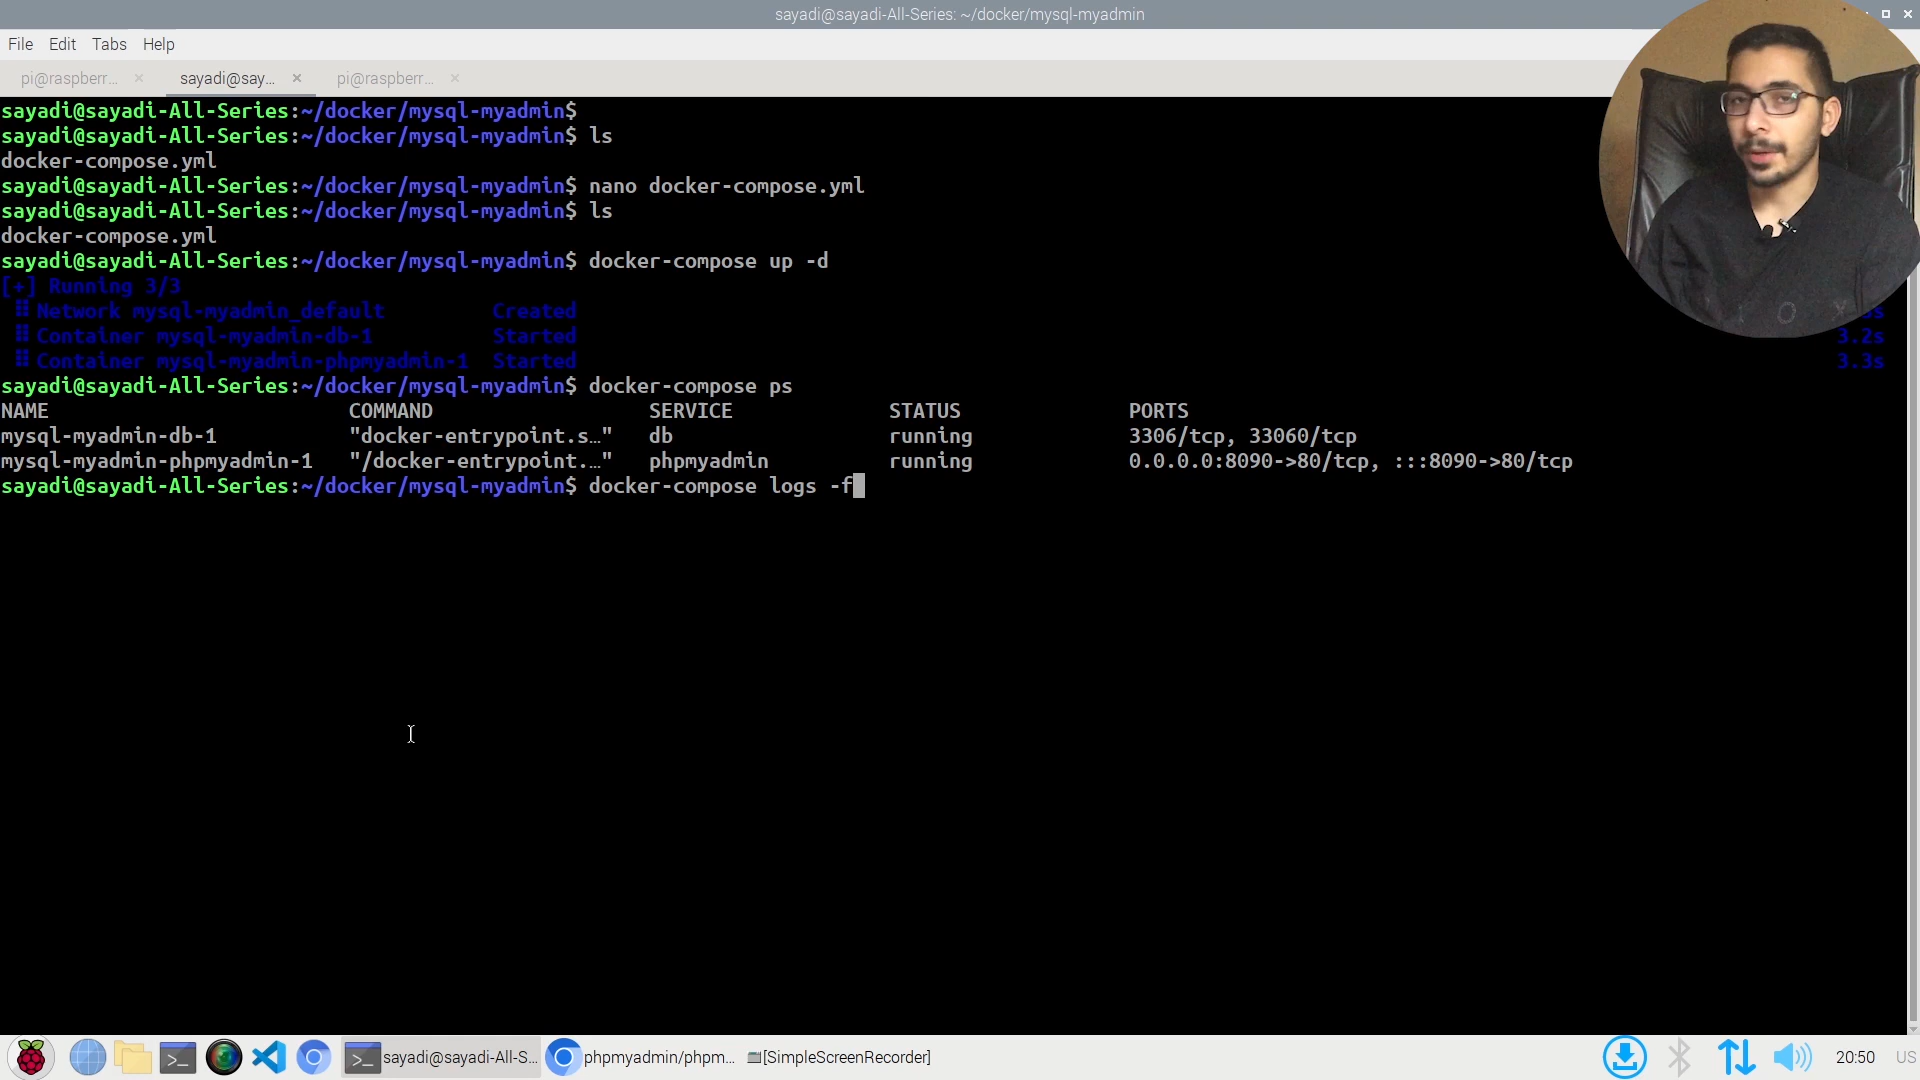 sayadi@sayadi-All-Series: ~/docker/mysql-myadmin
File Edit Tabs Help
pi@raspberr... sayadi@say... pi@raspberr...
sayadi@sayadi-All-Series:~/docker/mysql-myadmin$
sayadi@sayadi-All-Series:~/docker/mysql-myadmin$ ls
docker-compose.yml
sayadi@sayadi-All-Series:~/docker/mysql-myadmin$ nano docker-compose.yml
sayadi@sayadi-All-Series:~/docker/mysql-myadmin$ ls
docker-compose.yml
sayadi@sayadi-All-Series:~/docker/mysql-myadmin$ docker-compose up -d
[+] Running 3/3
Network mysql-myadmin_default Created
Container mysql-myadmin-db-1 Started 3.2s
Container mysql-myadmin-phpmyadmin-1 Started 3.3s
sayadi@sayadi-All-Series:~/docker/mysql-myadmin$ docker-compose ps
NAME COMMAND SERVICE STATUS PORTS
mysql-myadmin-db-1 "docker-entrypoint.s…" db running 3306/tcp, 33060/tcp
mysql-myadmin-phpmyadmin-1 "/docker-entrypoint.…" phpmyadmin running 0.0.0.0:8090->80/tcp, :::8090->80/tcp
sayadi@sayadi-All-Series:~/docker/mysql-myadmin$ docker-compose logs -f
sayadi@sayadi-All-S... phpmyadmin/phpm... [SimpleScreenRecorder] 20:50 US